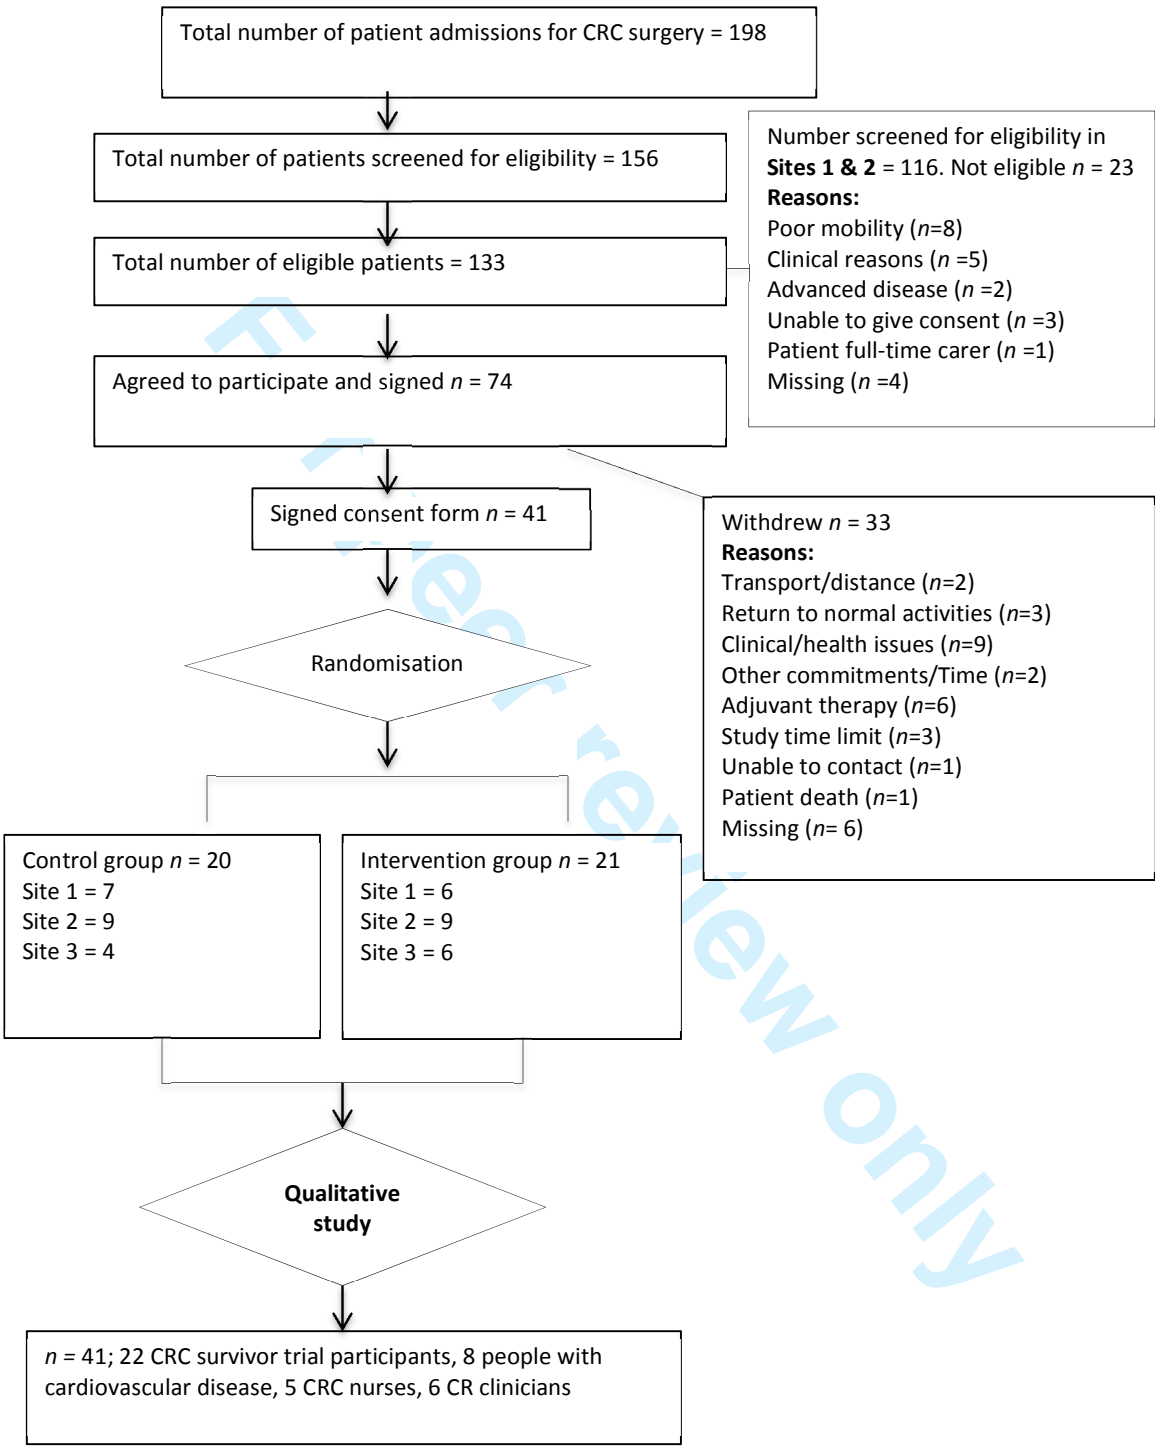 Total number of patient admissions for CRC surgery = 198
Total number of patients screened for eligibility = 156
Total number of eligible patients = 133
Number screened for eligibility in
Sites 1 & 2 = 116. Not eligible n = 23
Reasons:
Poor mobility (n=8)
Clinical reasons (n =5)
Advanced disease (n =2)
Unable to give consent (n =3)
Patient full-time carer (n =1)
Missing (n =4)
Agreed to participate and signed n = 74
Signed consent form n = 41
Withdrew n = 33
Reasons:
Transport/distance (n=2)
Return to normal activities (n=3)
Clinical/health issues (n=9)
Other commitments/Time (n=2)
Adjuvant therapy (n=6)
Study time limit (n=3)
Unable to contact (n=1)
Patient death (n=1)
Missing (n= 6)
Randomisation
Control group n = 20
Site 1 = 7
Site 2 = 9
Site 3 = 4
Intervention group n = 21
Site 1 = 6
Site 2 = 9
Site 3 = 6
Qualitative
study
n = 41; 22 CRC survivor trial participants, 8 people with
cardiovascular disease, 5 CRC nurses, 6 CR clinicians
review only